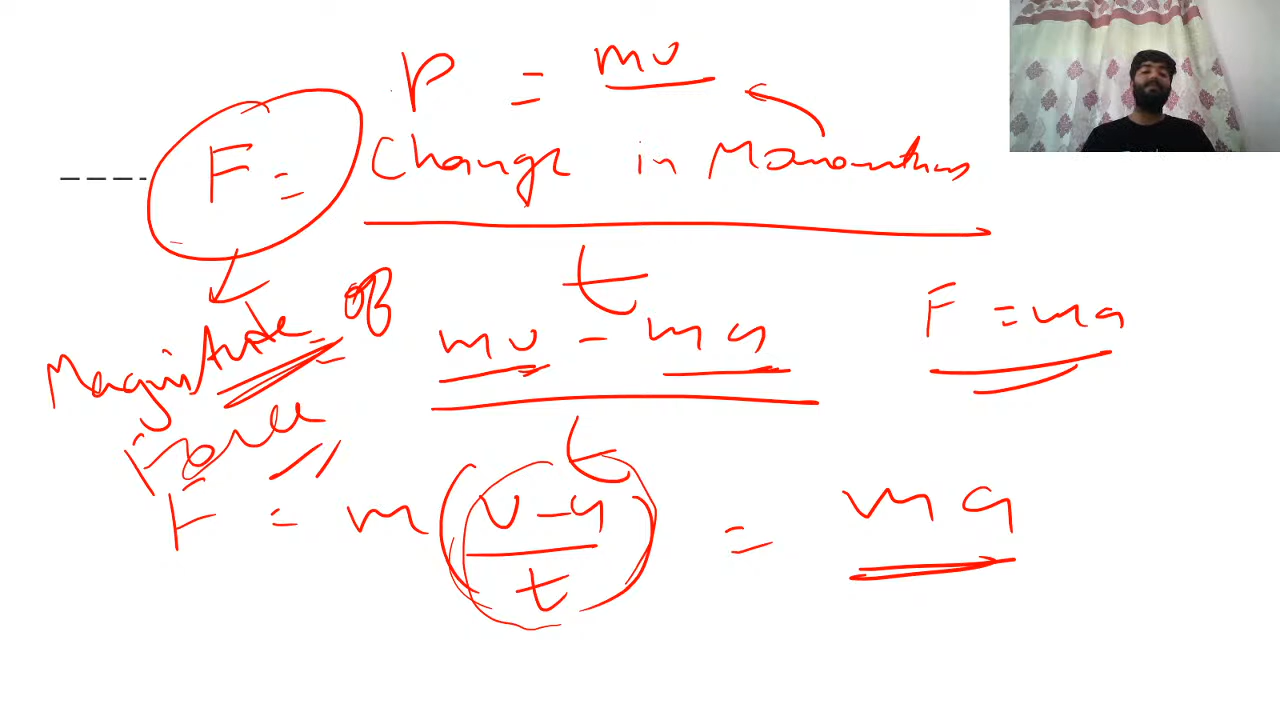 P = mv
F = Change in Momentum
t
Magnitude of
Force
mv - mu
t
F = ma
F = m(v-u
t) = ma